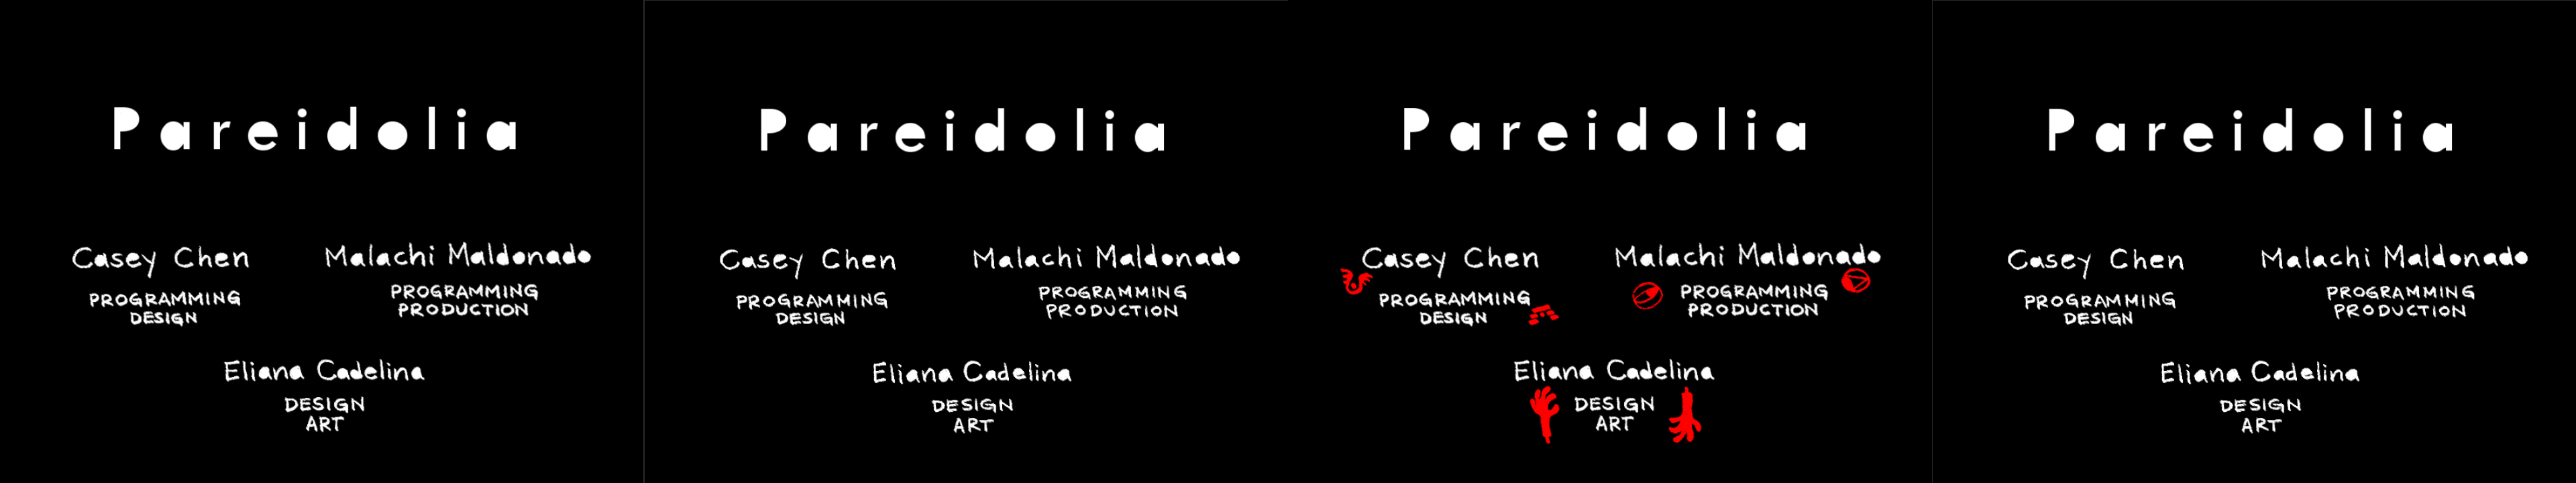 Pareidolia
Casey Chen
PROGRAMMING
DESIGN
Malachi Maldonado
PROGRAMMING
PRODUCTION
Eliana Cadelina
DESIGN
ART
Pareidolia
Casey Chen
PROGRAMMING
DESIGN
Malachi Maldonado
PROGRAMMING
PRODUCTION
Eliana Cadelina
DESIGN
ART
Pareidolia
Casey Chen
PROGRAMMING
DESIGN
Malachi Maldonado
PROGRAMMING
PRODUCTION
Eliana Cadelina
DESIGN
ART
Pareidolia
Casey Chen
PROGRAMMING
DESIGN
Malachi Maldonado
PROGRAMMING
PRODUCTION
Eliana Cadelina
DESIGN
ART